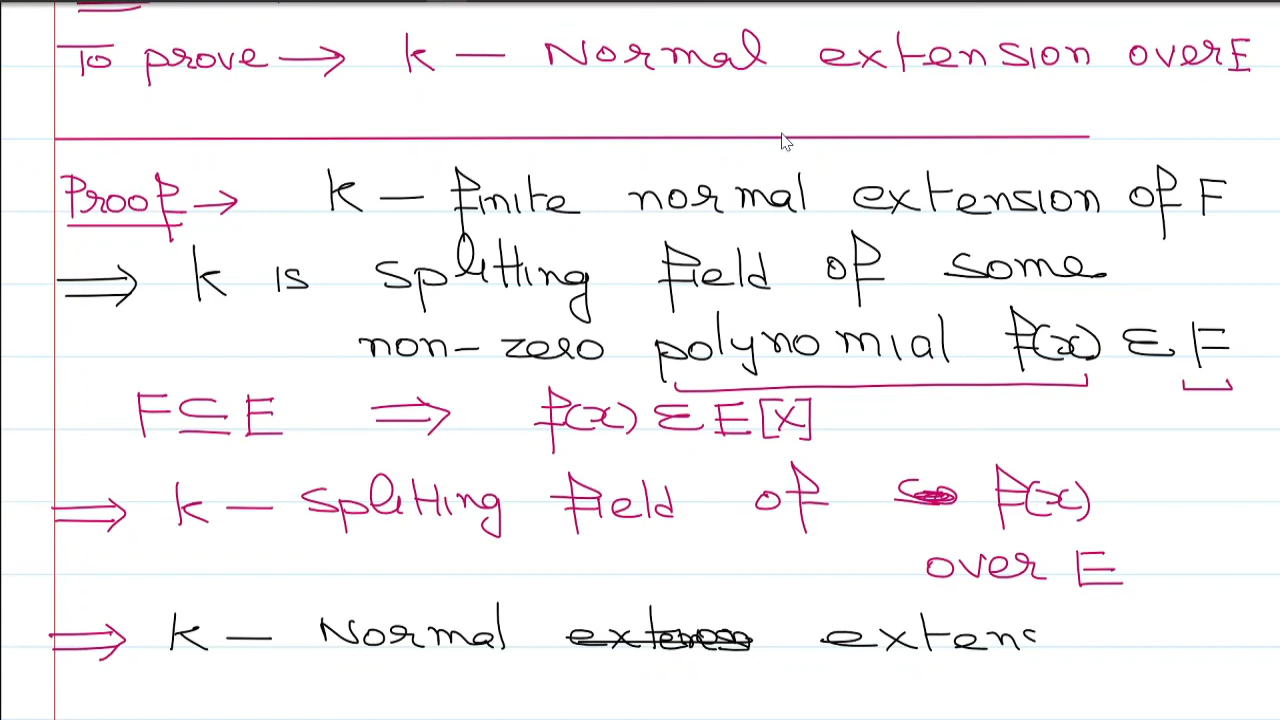 To prove → K — Normal extension over E
Proof → K — finite normal extension of F
⟹ K is splitting field of some
non-zero polynomial f(x) ∈ F
F ⊆ E ⟹ f(x) ∈ E[x]
⟹ K — splitting field of f(x)
over E
⟹ K — Normal extens